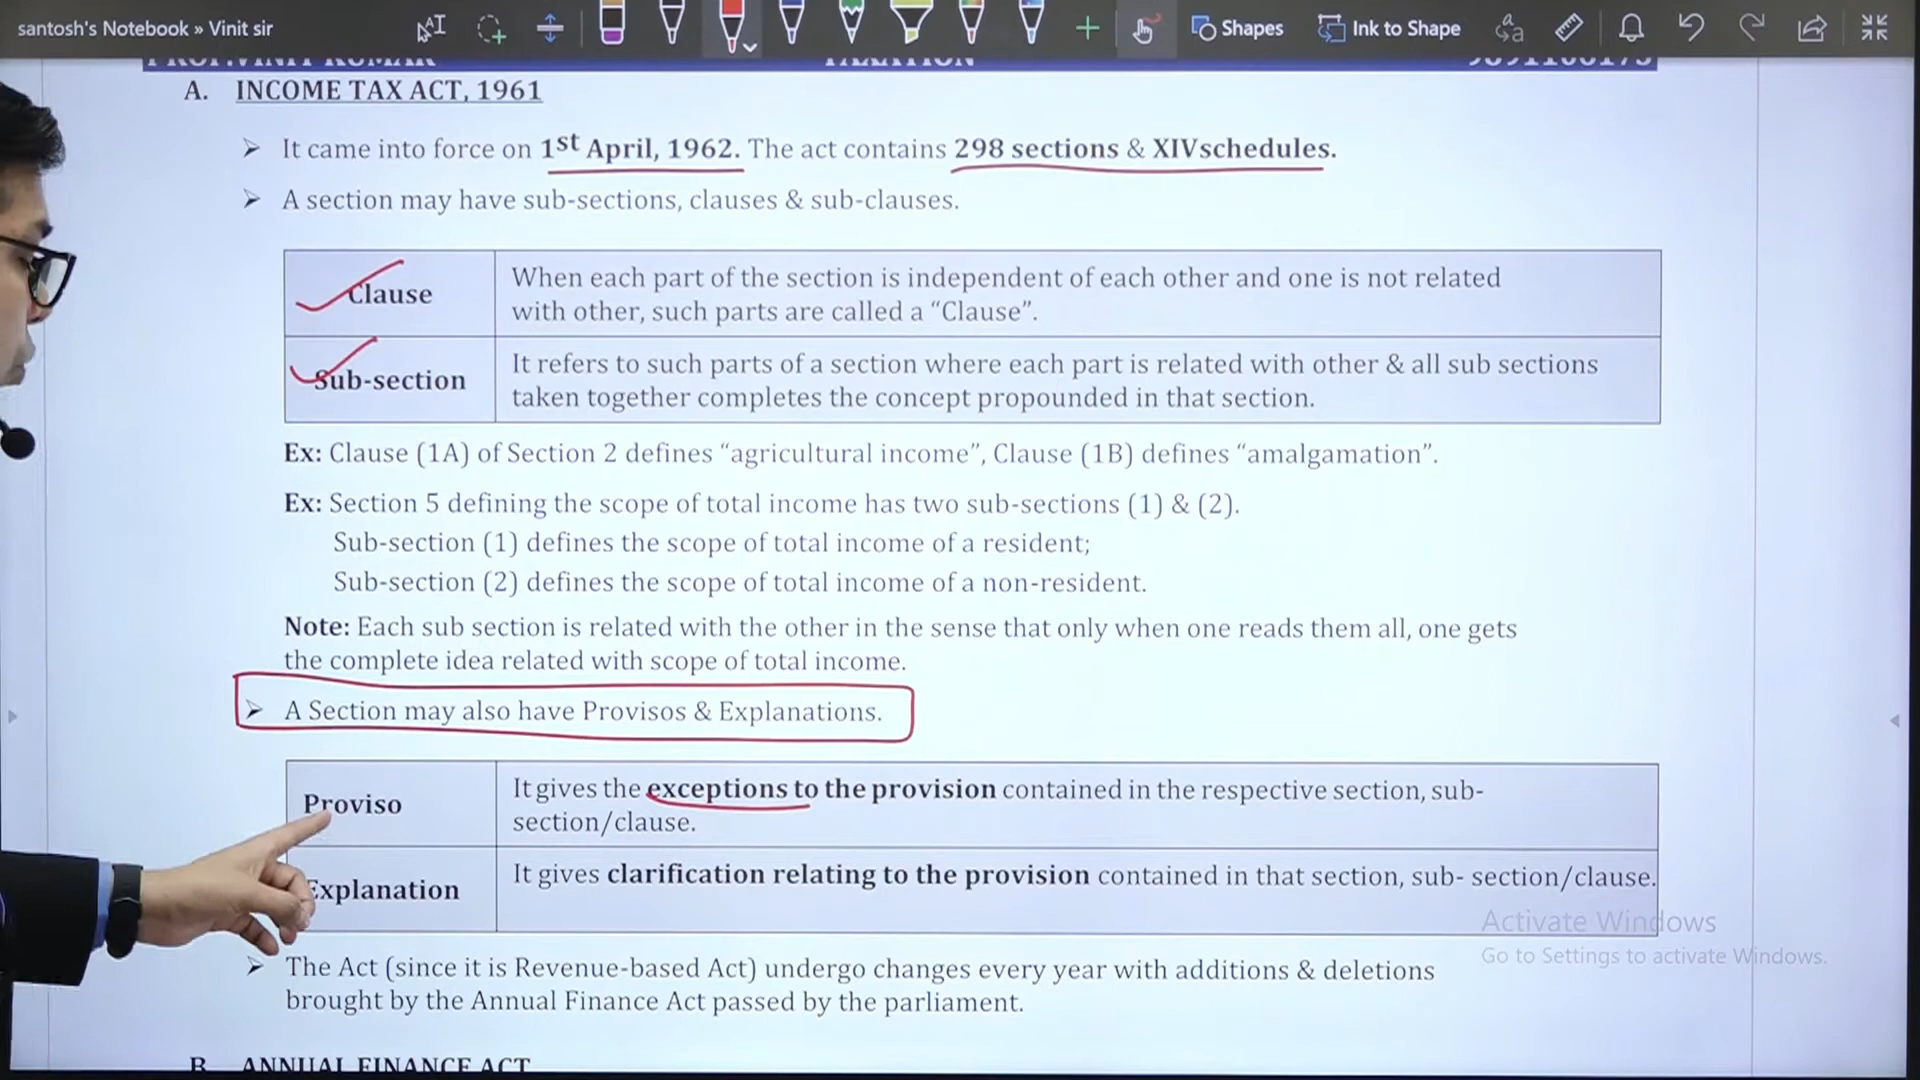 santosh's Notebook » Vinit sir
Shapes
Ink to Shape
PROF.VINIT KUMAR TAXATION
A. INCOME TAX ACT, 1961
➢ It came into force on 1st April, 1962. The act contains 298 sections & XIVschedules.
➢ A section may have sub-sections, clauses & sub-clauses.
Clause
When each part of the section is independent of each other and one is not related
with other, such parts are called a “Clause”.
Sub-section
It refers to such parts of a section where each part is related with other & all sub sections
taken together completes the concept propounded in that section.
Ex: Clause (1A) of Section 2 defines “agricultural income”, Clause (1B) defines “amalgamation”.
Ex: Section 5 defining the scope of total income has two sub-sections (1) & (2).
Sub-section (1) defines the scope of total income of a resident;
Sub-section (2) defines the scope of total income of a non-resident.
Note: Each sub section is related with the other in the sense that only when one reads them all, one gets
the complete idea related with scope of total income.
➢ A Section may also have Provisos & Explanations.
Proviso
It gives the exceptions to the provision contained in the respective section, sub-
section/clause.
Explanation
It gives clarification relating to the provision contained in that section, sub- section/clause.
Activate Windows
Go to Settings to activate Windows.
➢ The Act (since it is Revenue-based Act) undergo changes every year with additions & deletions
brought by the Annual Finance Act passed by the parliament.
B. ANNUAL FINANCE ACT